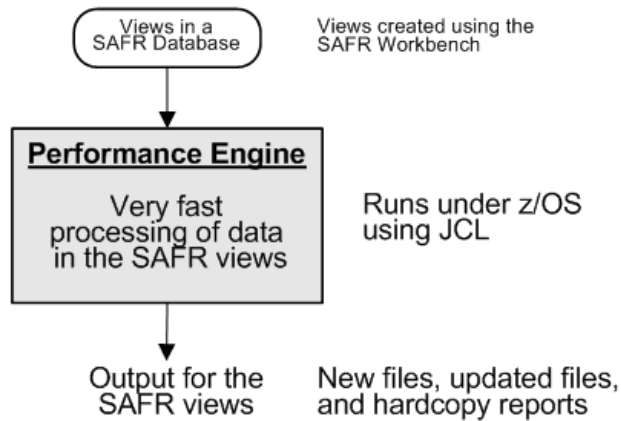 Views in a
SAFR Database
Views created using the
SAFR Workbench
Performance Engine
Very fast
processing of data
in the SAFR views
Runs under z/OS
using JCL
Output for the
SAFR views
New files, updated files,
and hardcopy reports